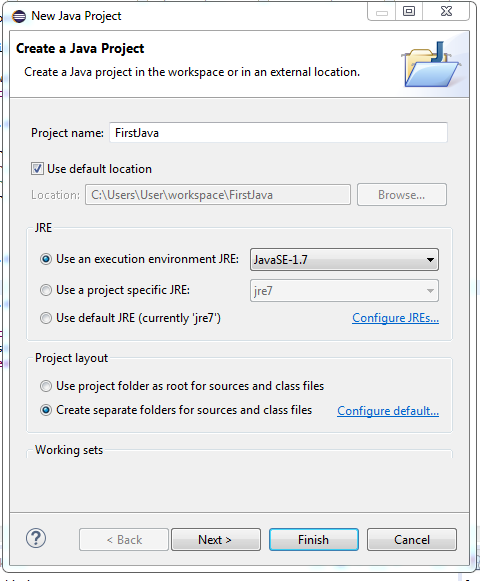 New Java Project
Create a Java Project
Create a Java project in the workspace or in an external location.
Project name: FirstJava
Use default location
Location: C:\Users\User\workspace\FirstJava Browse...
JRE
Use an execution environment JRE: JavaSE-1.7
Use a project specific JRE: jre7
Use default JRE (currently 'jre7') Configure JREs...
Project layout
Use project folder as root for sources and class files
Create separate folders for sources and class files Configure default...
Working sets
? < Back Next > Finish Cancel